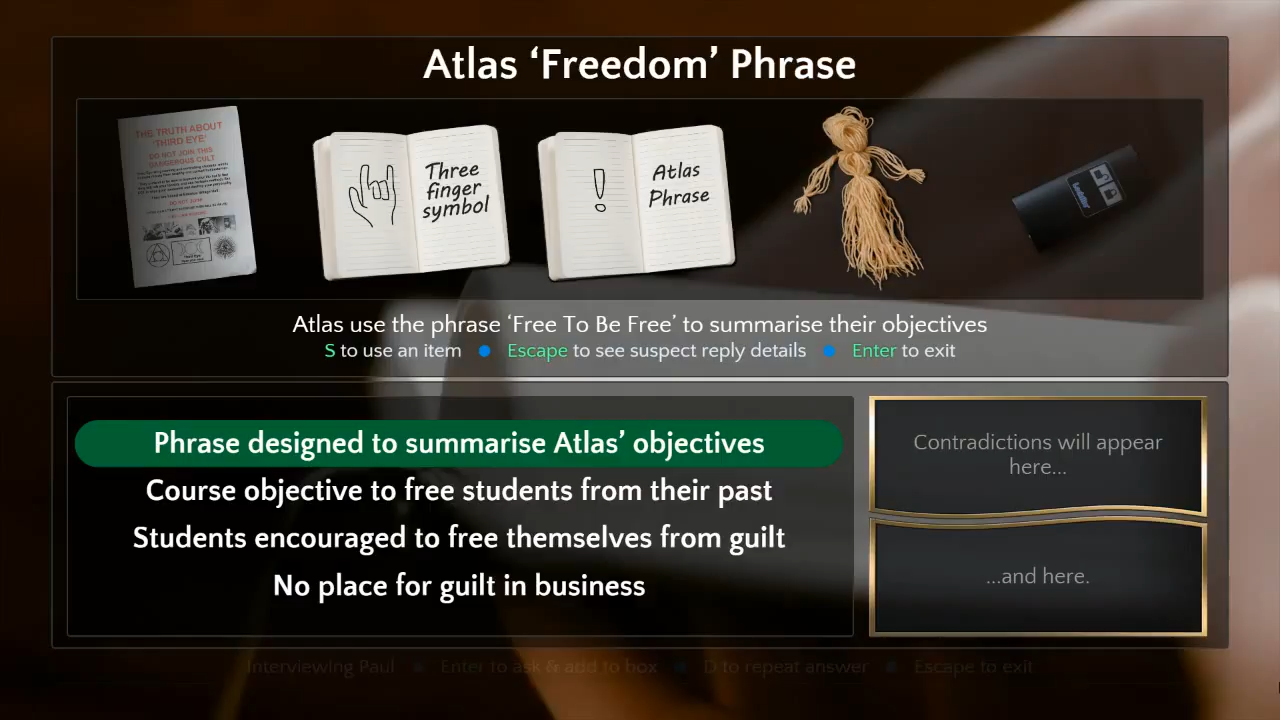 Atlas ‘Freedom’ Phrase
THE TRUTH ABOUT
‘THIRD EYE’
DO NOT JOIN THIS
DANGEROUS CULT
Three
finger
symbol
!
Atlas
Phrase
Atlas use the phrase ‘Free To Be Free’ to summarise their objectives
S to use an item Escape to see suspect reply details Enter to exit
Phrase designed to summarise Atlas’ objectives
Course objective to free students from their past
Students encouraged to free themselves from guilt
No place for guilt in business
Contradictions will appear
here...
...and here.
Interviewing Paul Enter to ask & add to box D to repeat answer Escape to exit